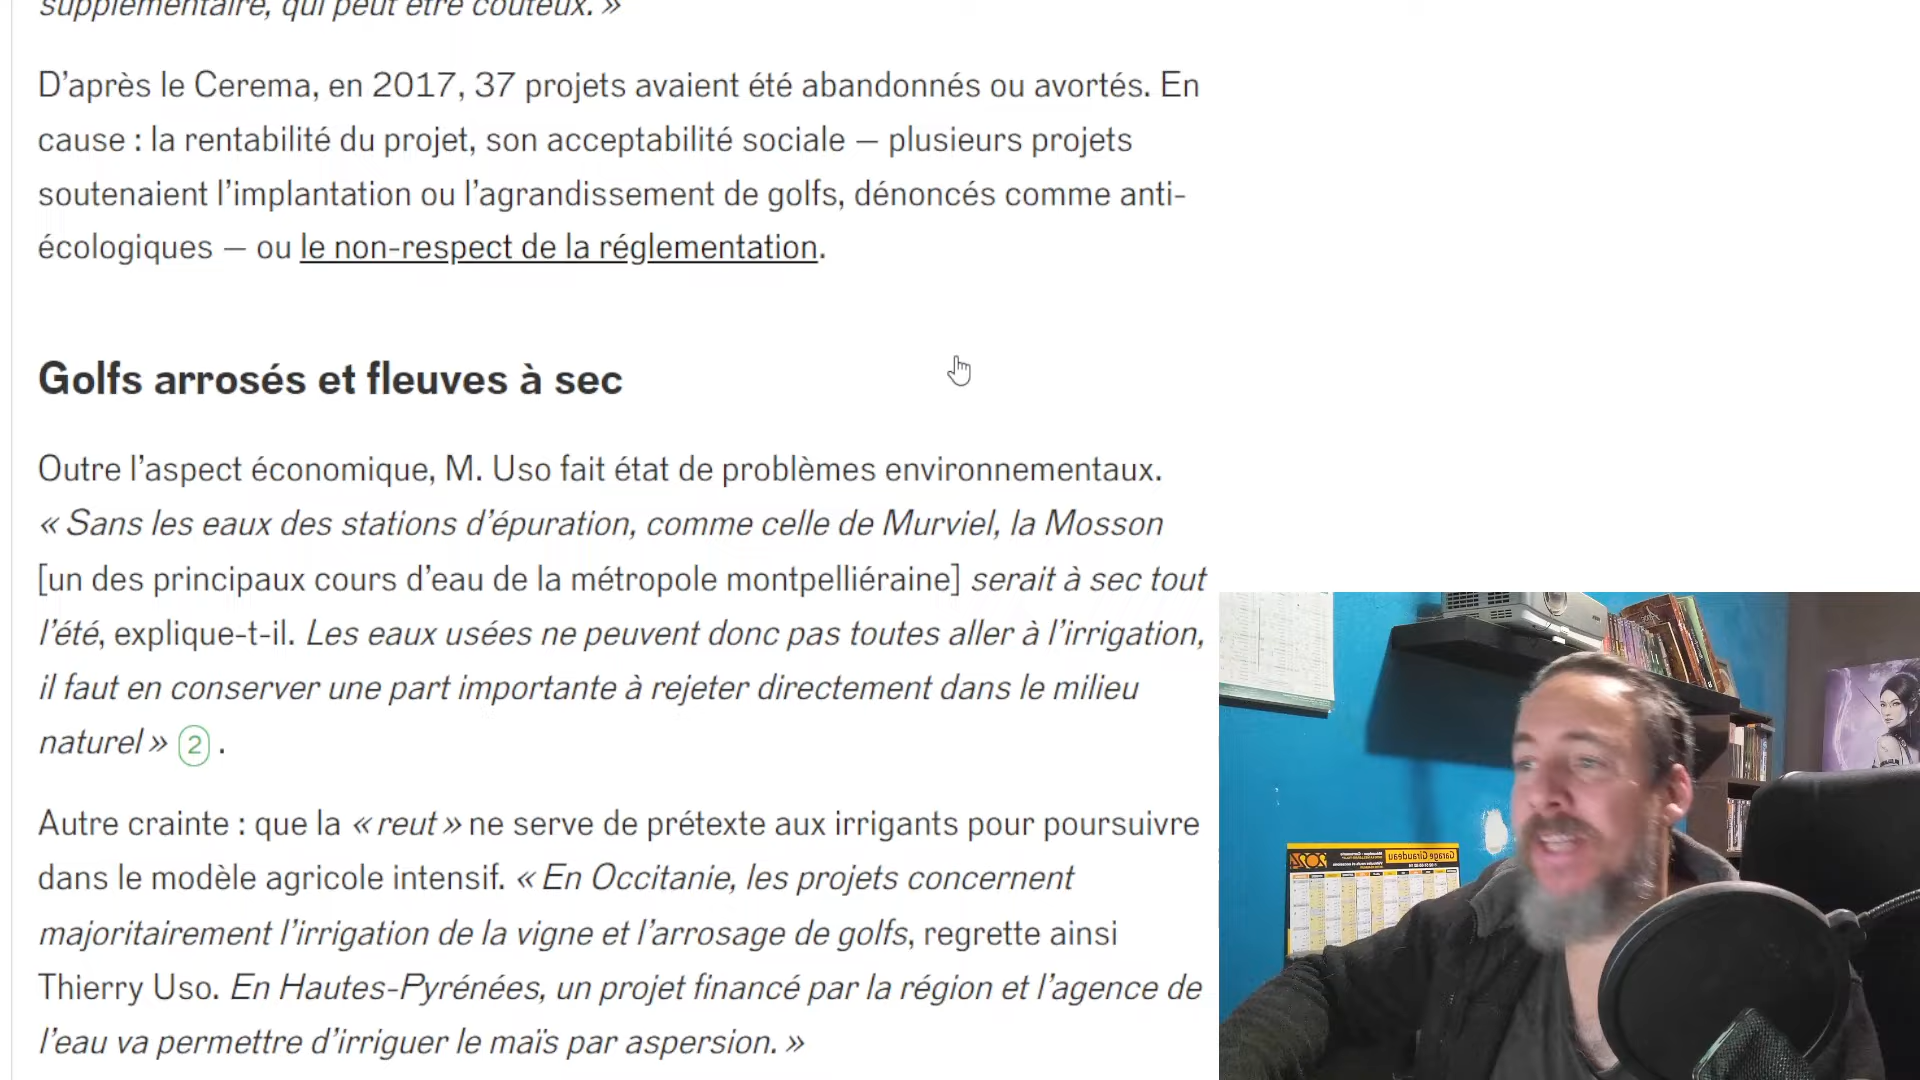 supplémentaire, qui peut être coûteux. »
D’après le Cerema, en 2017, 37 projets avaient été abandonnés ou avortés. En
cause : la rentabilité du projet, son acceptabilité sociale — plusieurs projets
soutenaient l’implantation ou l’agrandissement de golfs, dénoncés comme anti-
écologiques — ou le non-respect de la réglementation.
Golfs arrosés et fleuves à sec
Outre l’aspect économique, M. Uso fait état de problèmes environnementaux.
« Sans les eaux des stations d’épuration, comme celle de Murviel, la Mosson
[un des principaux cours d’eau de la métropole montpelliéraine] serait à sec tout
l’été, explique-t-il. Les eaux usées ne peuvent donc pas toutes aller à l’irrigation,
il faut en conserver une part importante à rejeter directement dans le milieu
naturel » 2 .
Autre crainte : que la « reut » ne serve de prétexte aux irrigants pour poursuivre
dans le modèle agricole intensif. « En Occitanie, les projets concernent
majoritairement l’irrigation de la vigne et l’arrosage de golfs, regrette ainsi
Thierry Uso. En Hautes-Pyrénées, un projet financé par la région et l’agence de
l’eau va permettre d’irriguer le maïs par aspersion. »
Garage Giraudeau
2022